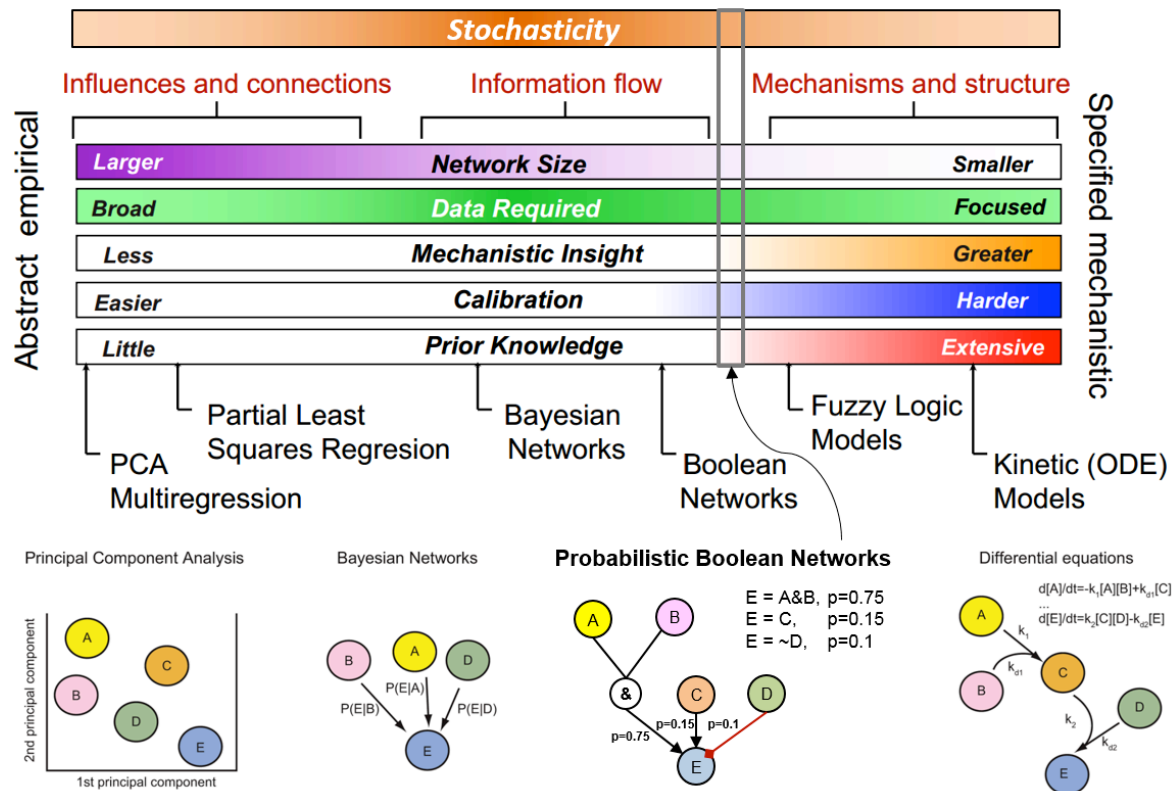 Stochasticity
Influences and connections
Information flow
Mechanisms and structure
Abstract empirical
Specified mechanistic
Larger Network Size Smaller
Broad Data Required Focused
Less Mechanistic Insight Greater
Easier Calibration Harder
Little Prior Knowledge Extensive
PCA
Multiregression
Partial Least
Squares Regresion
Bayesian
Networks
Boolean
Networks
Fuzzy Logic
Models
Kinetic (ODE)
Models
Principal Component Analysis
2nd principal component
A
C
B
D
E
1st principal component
Bayesian Networks
B
A
D
P(E|B)
P(E|A)
P(E|D)
E
Probabilistic Boolean Networks
E = A&B, p=0.75
E = C, p=0.15
E = ~D, p=0.1
A
B
&
C
D
p=0.75
p=0.15
p=0.1
E
Differential equations
d[A]/dt=-k1[A][B]+kd1[C]
...
d[E]/dt=k2[C][D]-kd2[E]
A
k1
B
kd1
C
k2
D
kd2
E